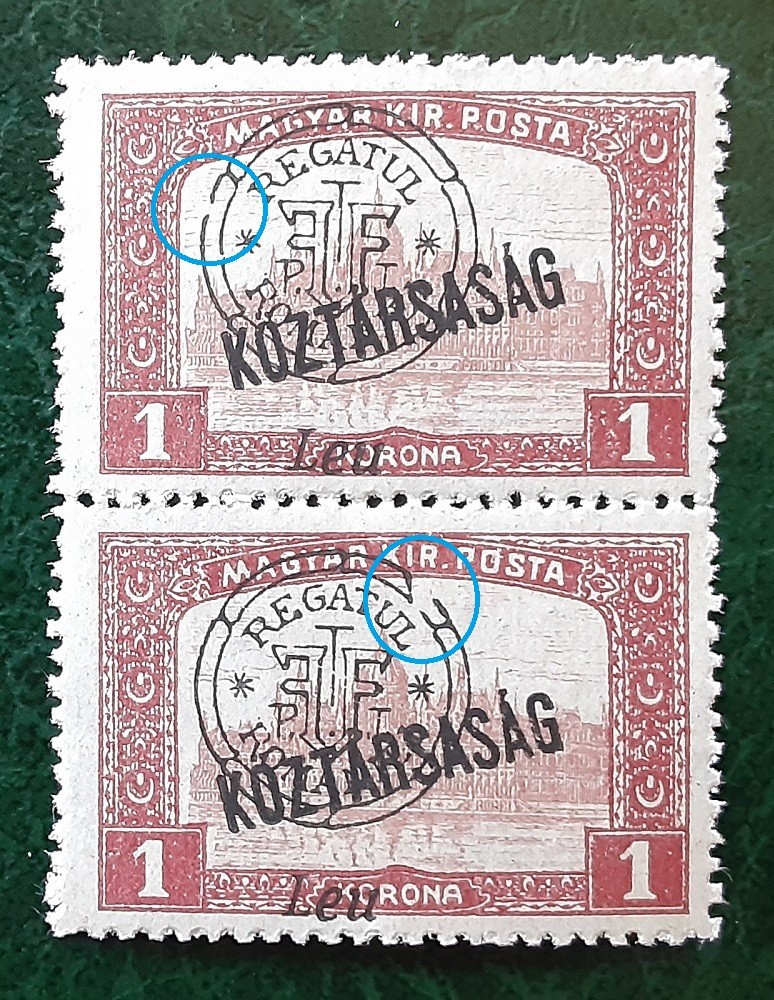 MAGYAR KIR. POSTA
REGATUL
P. T.
KÖZTÁRSASÁG
Leu
1 KORONA 1
MAGYAR KIR. POSTA
REGATUL
P. T.
KÖZTÁRSASÁG
Leu
1 KORONA 1